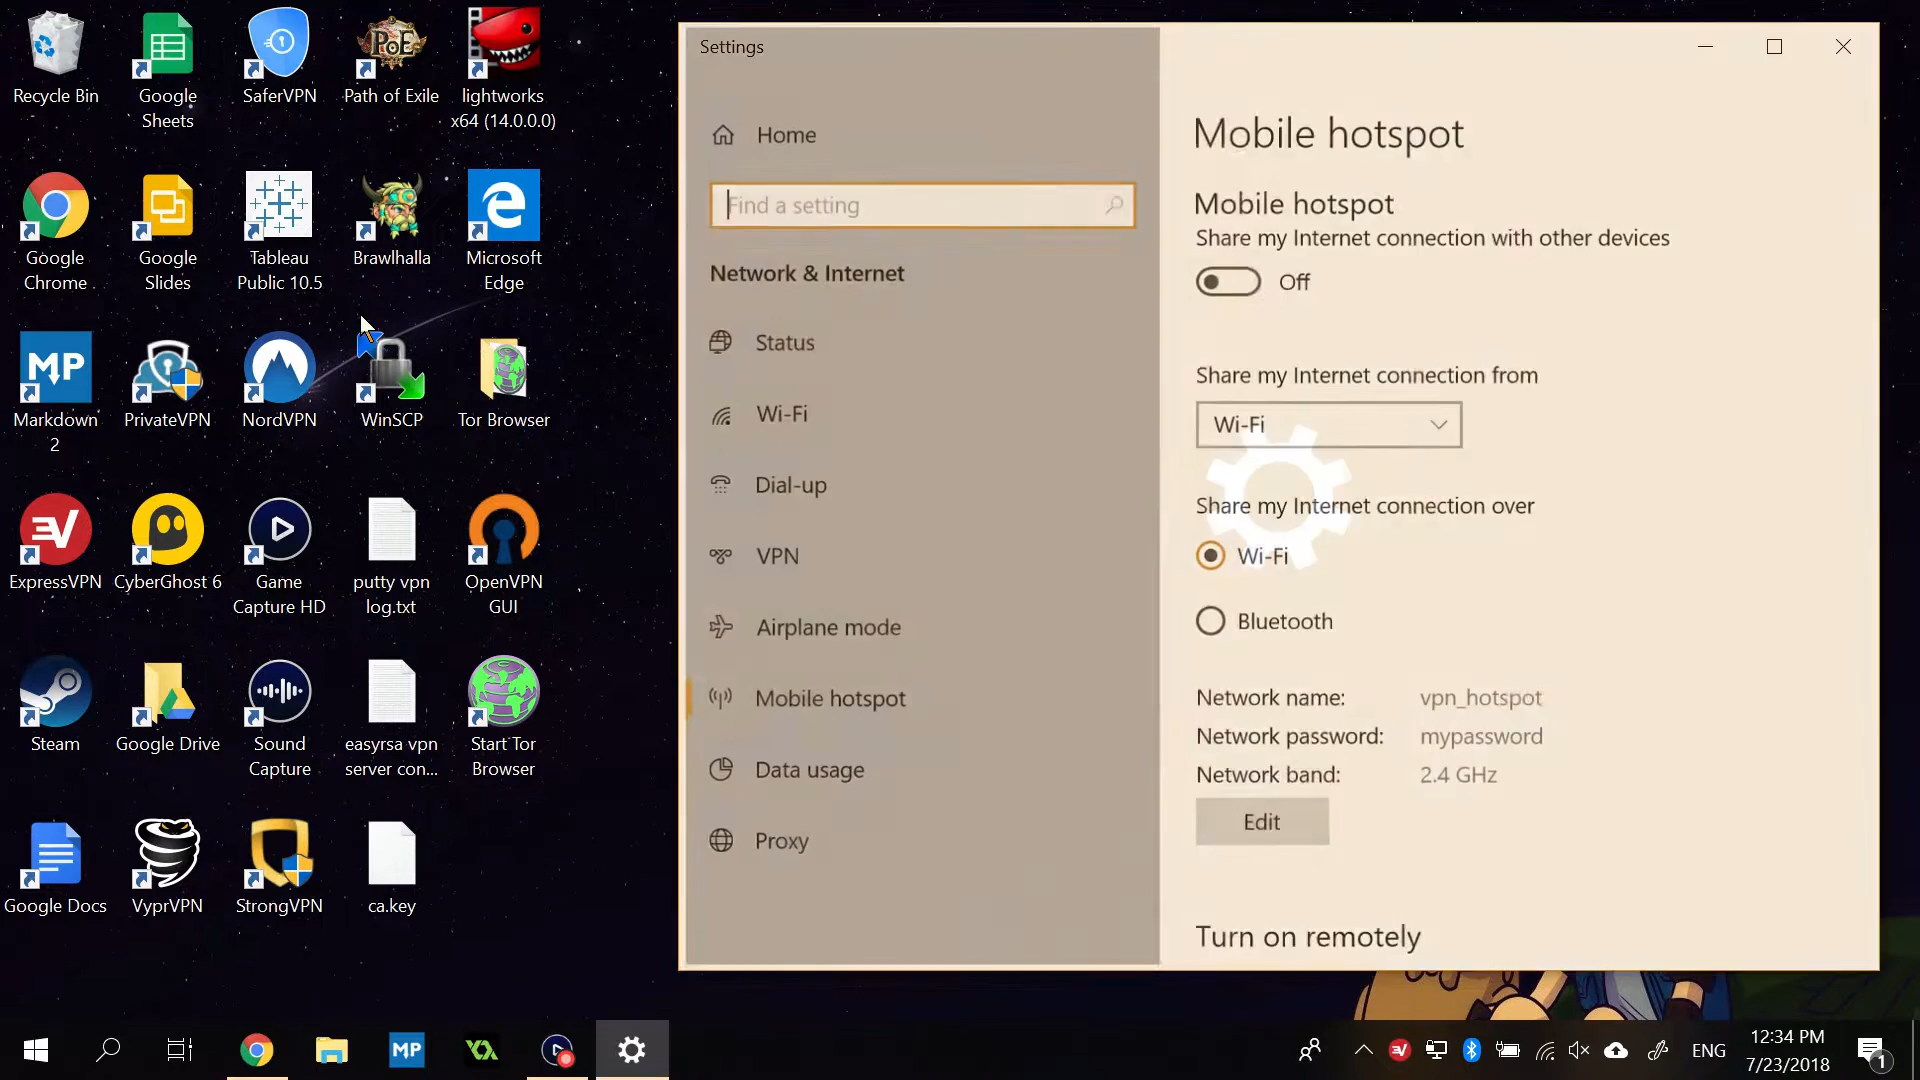 Recycle Bin
Google
Sheets
SaferVPN
PoE
Path of Exile
lightworks
x64 (14.0.0.0)
Google
Chrome
Google
Slides
Tableau
Public 10.5
Brawlhalla
Microsoft
Edge
MP
Markdown
2
PrivateVPN
NordVPN
WinSCP
Tor Browser
ExpressVPN
CyberGhost 6
Game
Capture HD
putty vpn
log.txt
OpenVPN
GUI
Steam
Google Drive
Sound
Capture
easyrsa vpn
server con...
Start Tor
Browser
Google Docs
VyprVPN
StrongVPN
ca.key
Settings
Home
Find a setting
Network & Internet
Status
Wi-Fi
Dial-up
VPN
Airplane mode
Mobile hotspot
Data usage
Proxy
Mobile hotspot
Mobile hotspot
Share my Internet connection with other devices
Off
Share my Internet connection from
Wi-Fi
Share my Internet connection over
Wi-Fi
Bluetooth
Network name: vpn_hotspot
Network password: mypassword
Network band: 2.4 GHz
Edit
Turn on remotely
MP
ENG
12:34 PM
7/23/2018
1